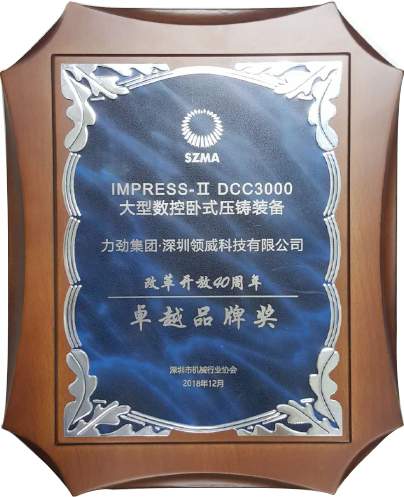 SZMA
IMPRESS-Ⅱ DCC3000
大型数控卧式压铸装备
力劲集团·深圳领威科技有限公司
改革开放40周年
卓越品牌奖
深圳市机械行业协会
2018年12月